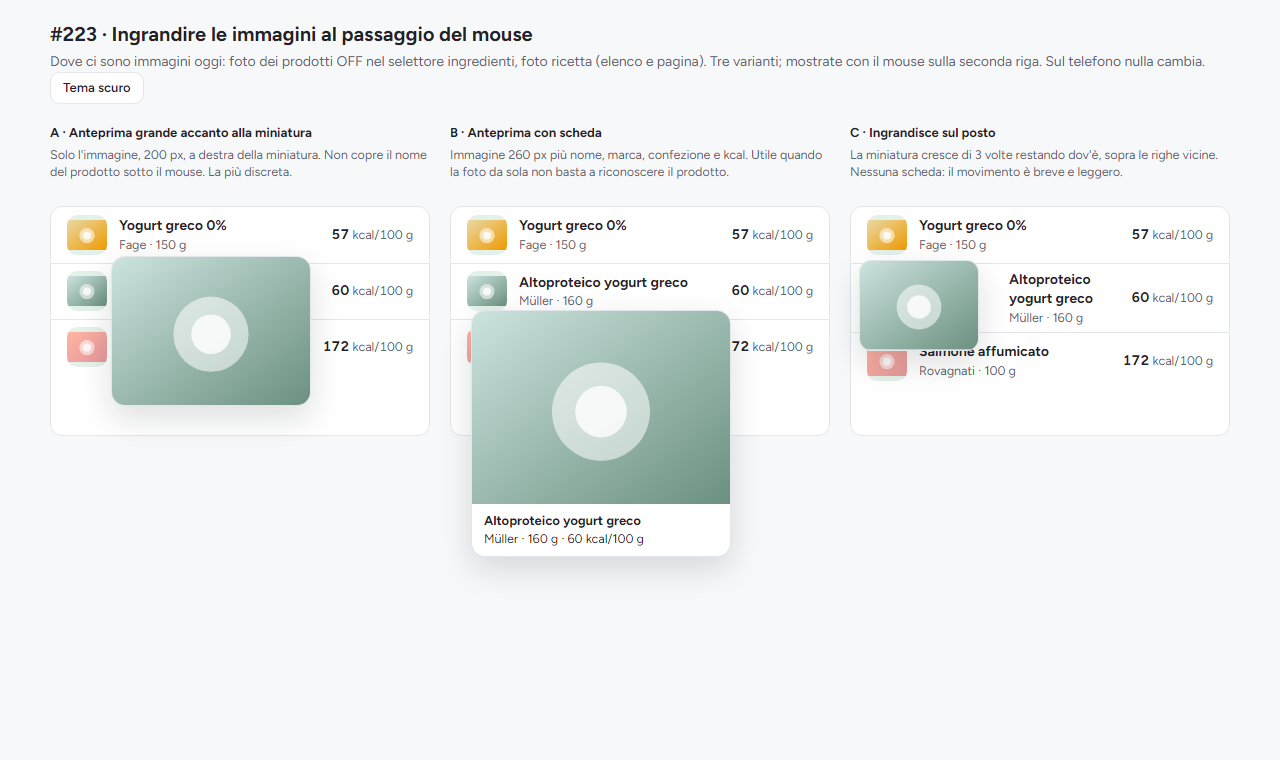 #223 · Ingrandire le immagini al passaggio del mouse
Dove ci sono immagini oggi: foto dei prodotti OFF nel selettore ingredienti, foto ricetta (elenco e pagina). Tre varianti; mostrate con il mouse sulla seconda riga. Sul telefono nulla cambia.
Tema scuro
A · Anteprima grande accanto alla miniatura
Solo l'immagine, 200 px, a destra della miniatura. Non copre il nome
del prodotto sotto il mouse. La più discreta.
Yogurt greco 0%
Fage · 150 g
57 kcal/100 g
60 kcal/100 g
172 kcal/100 g
B · Anteprima con scheda
Immagine 260 px più nome, marca, confezione e kcal. Utile quando
la foto da sola non basta a riconoscere il prodotto.
Yogurt greco 0%
Fage · 150 g
57 kcal/100 g
Altoproteico yogurt greco
Müller · 160 g
60 kcal/100 g
72 kcal/100 g
Altoproteico yogurt greco
Müller · 160 g · 60 kcal/100 g
C · Ingrandisce sul posto
La miniatura cresce di 3 volte restando dov'è, sopra le righe vicine.
Nessuna scheda: il movimento è breve e leggero.
Yogurt greco 0%
Fage · 150 g
57 kcal/100 g
Altoproteico
yogurt greco
Müller · 160 g
60 kcal/100 g
Salmone affumicato
Rovagnati · 100 g
172 kcal/100 g